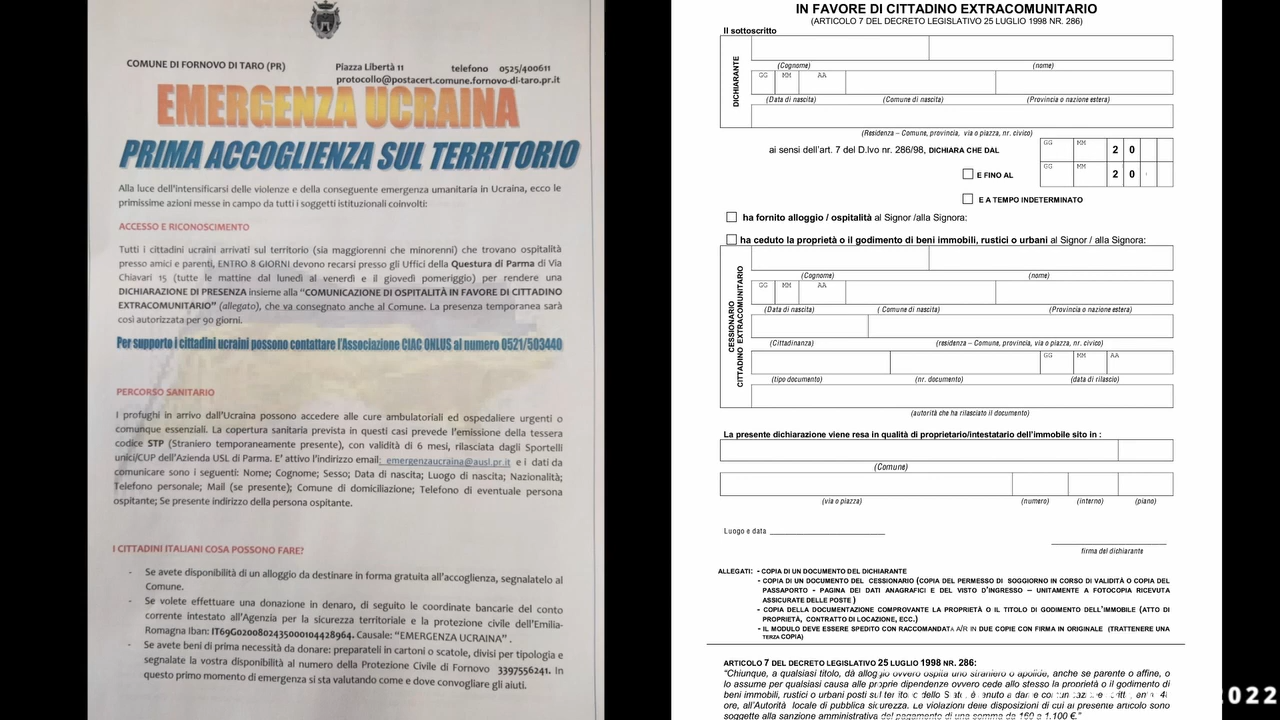 COMUNE DI FORNOVO DI TARO (PR)
Piazza Libertà 11 telefono 0525/400611
protocollo@postacert.comune.fornovo-di-taro.pr.it
EMERGENZA UCRAINA
PRIMA ACCOGLIENZA SUL TERRITORIO
Alla luce dell'intensificarsi delle violenze e della conseguente emergenza umanitaria in Ucraina, ecco le
primissime azioni messe in campo da tutti i soggetti istituzionali coinvolti:
ACCESSO E RICONOSCIMENTO
Tutti i cittadini ucraini arrivati sul territorio (sia maggiorenni che minorenni) che trovano ospitalità
presso amici e parenti, ENTRO 8 GIORNI devono recarsi presso gli Uffici della Questura di Parma di Via
Chiavari 15 (tutte le mattine dal lunedì al venerdì e il giovedì pomeriggio) per rendere una
DICHIARAZIONE DI PRESENZA insieme alla "COMUNICAZIONE DI OSPITALITÀ IN FAVORE DI CITTADINO
EXTRACOMUNITARIO" (allegato), che va consegnato anche al Comune. La presenza temporanea sarà
così autorizzata per 90 giorni.
Per supporto i cittadini ucraini possono contattare l'Associazione CIAC ONLUS al numero 0521/503440
PERCORSO SANITARIO
I profughi in arrivo dall'Ucraina possono accedere alle cure ambulatoriali ed ospedaliere urgenti o
comunque essenziali. La copertura sanitaria prevista in questi casi prevede l'emissione della tessera
codice STP (Straniero temporaneamente presente), con validità di 6 mesi, rilasciata dagli Sportelli
unici/CUP dell'Azienda USL di Parma. E' attivo l'indirizzo email: emergenzaucraina@ausl.pr.it e i dati da
comunicare sono i seguenti: Nome; Cognome; Sesso; Data di nascita; Luogo di nascita; Nazionalità;
Telefono personale; Mail (se presente); Comune di domiciliazione; Telefono di eventuale persona
ospitante; Se presente indirizzo della persona ospitante.
I CITTADINI ITALIANI COSA POSSONO FARE?
- Se avete disponibilità di un alloggio da destinare in forma gratuita all'accoglienza, segnalatelo al
Comune.
- Se volete effettuare una donazione in denaro, di seguito le coordinate bancarie del conto
corrente intestato all'Agenzia per la sicurezza territoriale e la protezione civile dell'Emilia-
Romagna Iban: IT69G0200802435000104428964. Causale: "EMERGENZA UCRAINA" .
- Se avete beni di prima necessità da donare: preparateli in cartoni o scatole, divisi per tipologia e
segnalate la vostra disponibilità al numero della Protezione Civile di Fornovo 3397556241. In
questo primo momento di emergenza si sta valutando come e dove convogliare gli aiuti.
IN FAVORE DI CITTADINO EXTRACOMUNITARIO
(ARTICOLO 7 DEL DECRETO LEGISLATIVO 25 LUGLIO 1998 NR. 286)
Il sottoscritto
DICHIARANTE
(Cognome) (nome)
GG MM AA
(Data di nascita) (Comune di nascita) (Provincia o nazione estera)
(Residenza – Comune, provincia, via o piazza, nr. civico)
ai sensi dell'art. 7 del D.lvo nr. 286/98, DICHIARA CHE DAL GG MM 2 0
E FINO AL GG MM 2 0
E A TEMPO INDETERMINATO
ha fornito alloggio / ospitalità al Signor /alla Signora:
ha ceduto la proprietà o il godimento di beni immobili, rustici o urbani al Signor / alla Signora:
CESSIONARIO
CITTADINO EXTRACOMUNITARIO
(Cognome) (nome)
GG MM AA
(Data di nascita) ( Comune di nascita) (Provincia o nazione estera)
(Cittadinanza) (residenza – Comune, provincia, via o piazza, nr. civico)
GG MM AA
(tipo documento) (nr. documento) (data di rilascio)
(autorità che ha rilasciato il documento)
La presente dichiarazione viene resa in qualità di proprietario/intestatario dell'immobile sito in :
(Comune)
(via o piazza) (numero) (interno) (piano)
Luogo e data
firma del dichiarante
ALLEGATI: - COPIA DI UN DOCUMENTO DEL DICHIARANTE
- COPIA DI UN DOCUMENTO DEL CESSIONARIO (COPIA DEL PERMESSO DI SOGGIORNO IN CORSO DI VALIDITÀ O COPIA DEL
PASSAPORTO - PAGINA DEI DATI ANAGRAFICI E DEL VISTO D'INGRESSO – UNITAMENTE A FOTOCOPIA RICEVUTA
ASSICURATE DELLE POSTE )
- COPIA DELLA DOCUMENTAZIONE COMPROVANTE LA PROPRIETÀ O IL TITOLO DI GODIMENTO DELL'IMMOBILE (ATTO DI
PROPRIETÀ, CONTRATTO DI LOCAZIONE, ECC.)
- IL MODULO DEVE ESSERE SPEDITO CON RACCOMANDATA A/R IN DUE COPIE CON FIRMA IN ORIGINALE (TRATTENERE UNA
TERZA COPIA)
ARTICOLO 7 DEL DECRETO LEGISLATIVO 25 LUGLIO 1998 NR. 286:
"Chiunque, a qualsiasi titolo, dà alloggio ovvero ospita uno straniero o apolide, anche se parente o affine, o
lo assume per qualsiasi causa alle proprie dipendenze ovvero cede allo stesso la proprietà o il godimento di
beni immobili, rustici o urbani posti sul territorio dello Stato, è tenuto a dare comunicazione scritta, entro 48
ore, all'Autorità locale di pubblica sicurezza. Le violazioni delle disposizioni di cui al presente articolo sono
soggette alla sanzione amministrativa del pagamento di una somma da 160 a 1.100 €."
2022